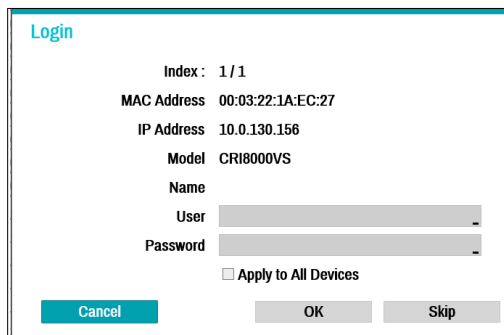 Login
Index : 1 / 1
MAC Address 00:03:22:1A:EC:27
IP Address 10.0.130.156
Model CRI8000VS
Name
User
Password
Apply to All Devices
Cancel OK Skip